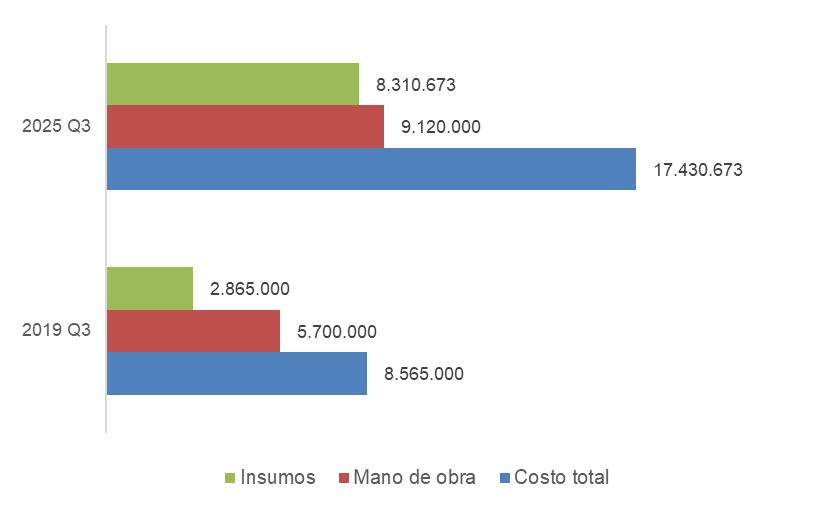 8.310.673
2025 Q3
9.120.000
17.430.673
2.865.000
2019 Q3
5.700.000
8.565.000
Insumos Mano de obra Costo total